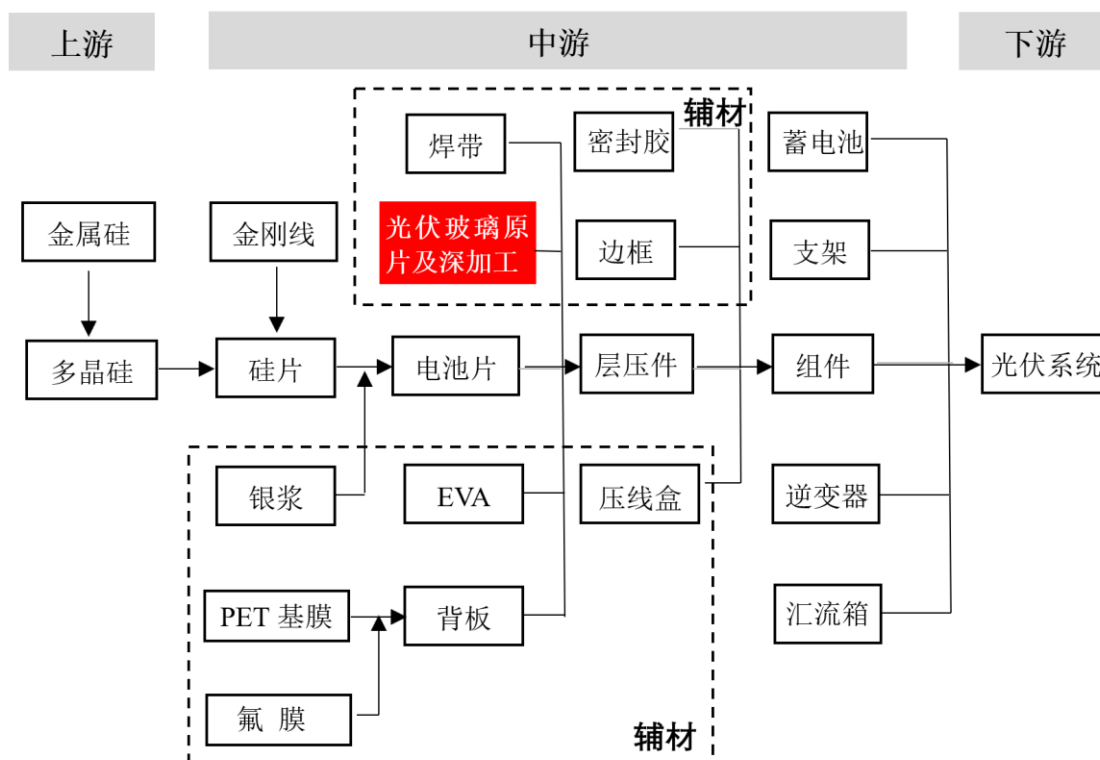 上游
中游
下游
辅材
焊带
密封胶
蓄电池
金属硅
金刚线
光伏玻璃原
片及深加工
边框
支架
多晶硅
硅片
电池片
层压件
组件
光伏系统
银浆
EVA
压线盒
逆变器
PET 基膜
背板
汇流箱
氟 膜
辅材